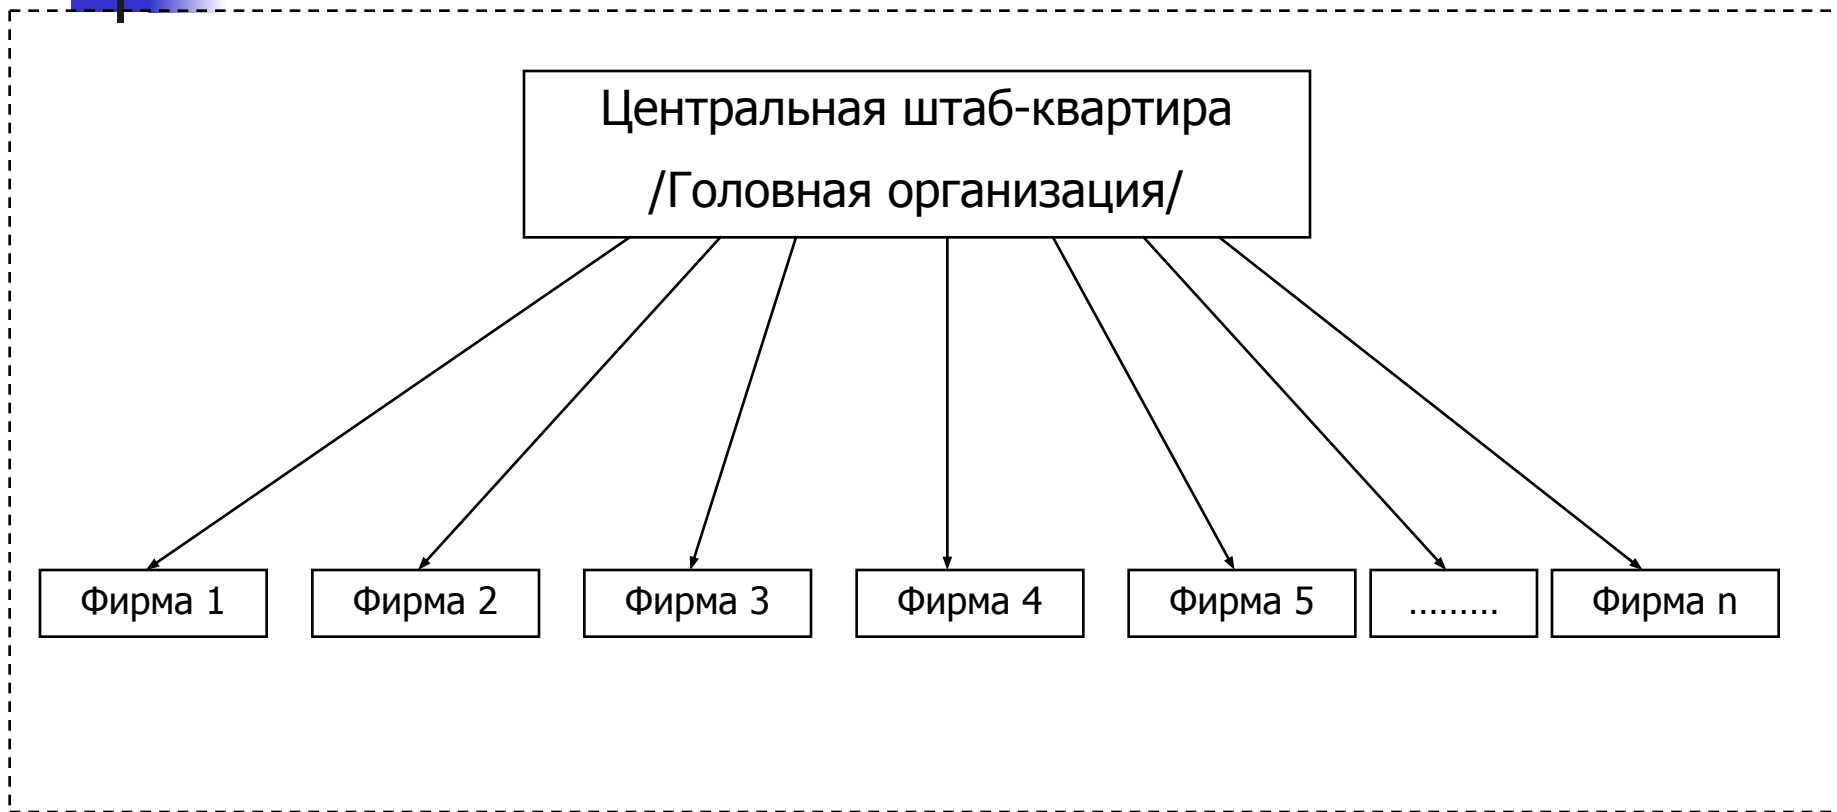 Центральная штаб-квартира
/Головная организация/
Фирма 1
Фирма 2
Фирма 3
Фирма 4
Фирма 5
.........
Фирма n